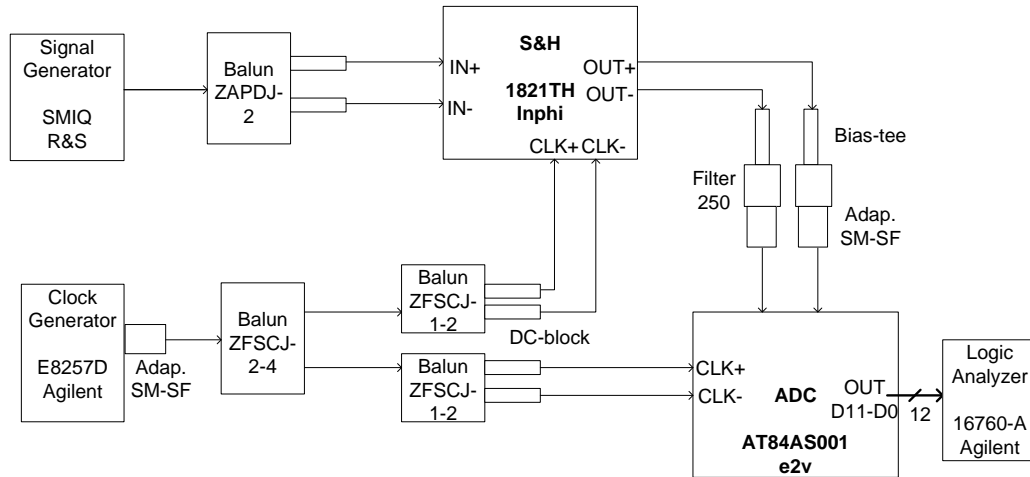 Signal
Generator
SMIQ
R&S
Balun
ZAPDJ-
2
S&H
1821TH
Inphi
IN+
IN-
OUT+
OUT-
CLK+
CLK-
Bias-tee
Filter
250
Adap.
SM-SF
Clock
Generator
E8257D
Agilent
Adap.
SM-SF
Balun
ZFSCJ-
2-4
Balun
ZFSCJ-
1-2
DC-block
Balun
ZFSCJ-
1-2
CLK+
CLK-
ADC
OUT
D11-D0
AT84AS001
e2v
12
Logic
Analyzer
16760-A
Agilent